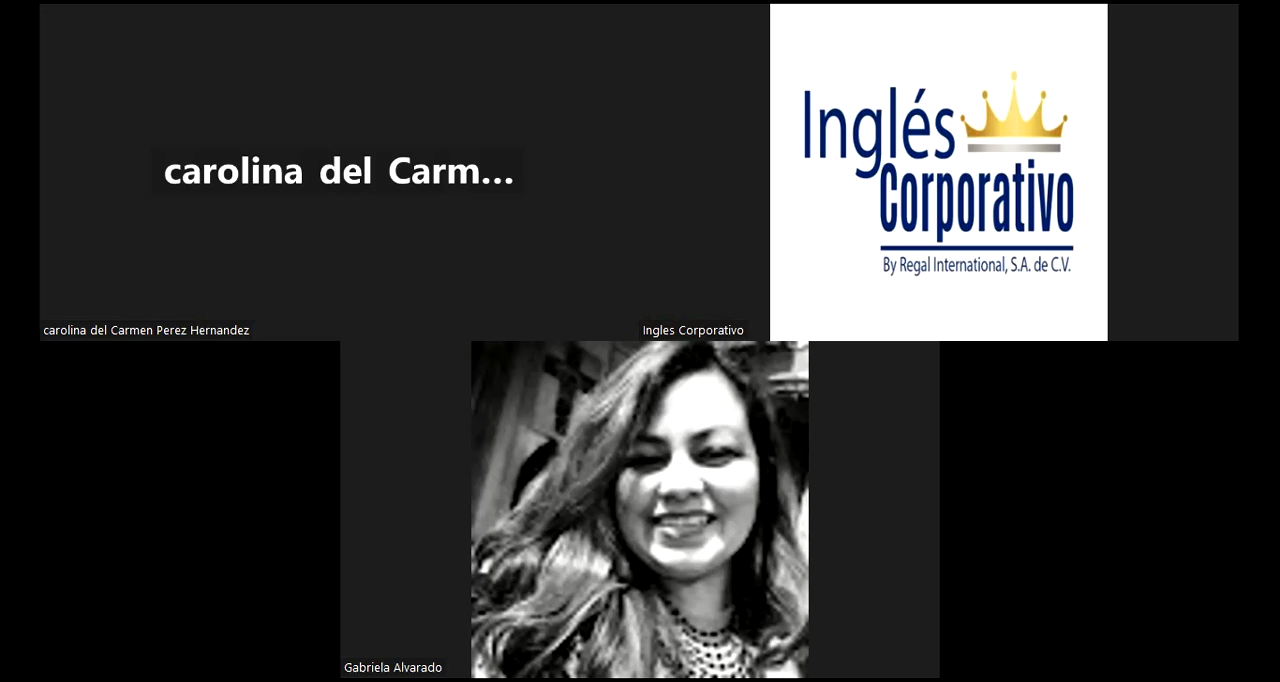 carolina del Carm...
Inglés
Corporativo
By Regal International, S.A. de C.V.
carolina del Carmen Perez Hernandez
Ingles Corporativo
Gabriela Alvarado